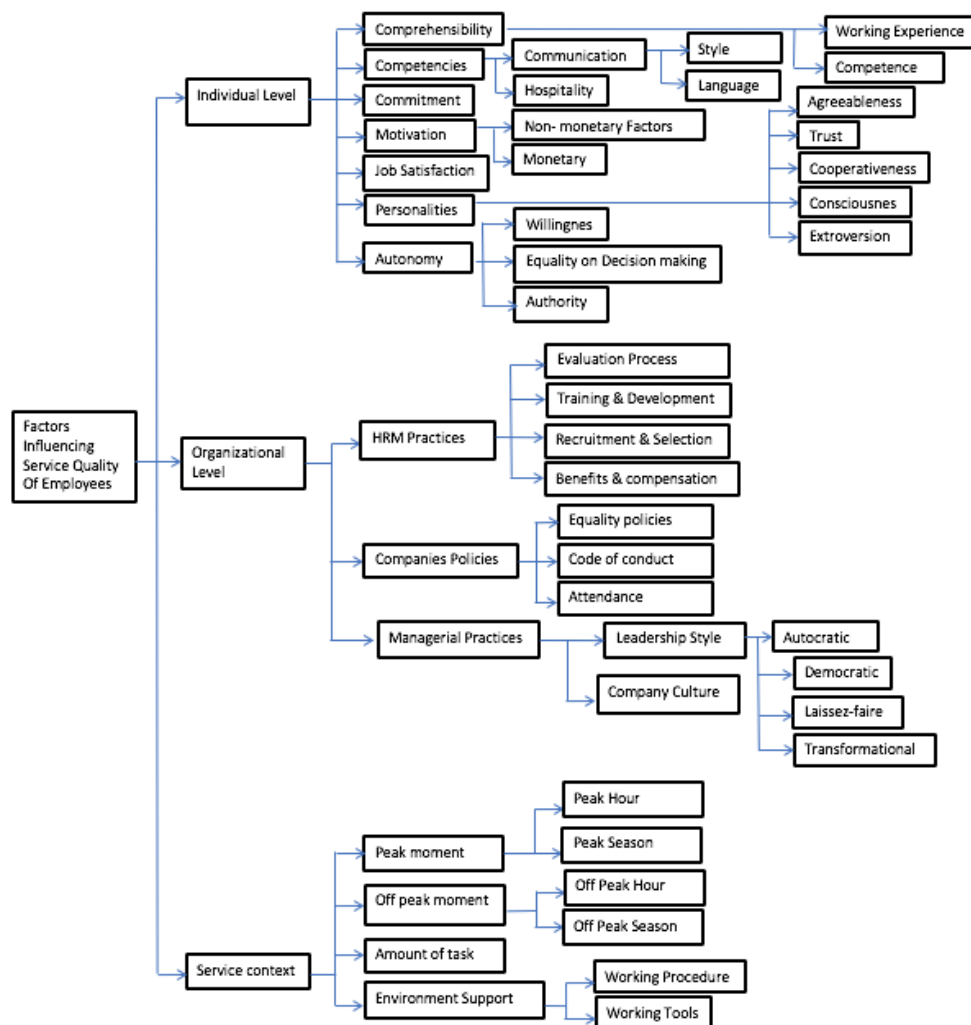 Comprehensibility
Working Experience
Competencies
Communication
Style
Competence
Individual Level
Commitment
Hospitality
Language
Agreeableness
Motivation
Non- monetary Factors
Trust
Job Satisfaction
Monetary
Cooperativeness
Personalities
Consciousnes
Willingnes
Extroversion
Autonomy
Equality on Decision making
Authority
Evaluation Process
Training & Development
Factors
Influencing
Service Quality
Of Employees
Organizational
Level
HRM Practices
Recruitment & Selection
Benefits & compensation
Equality policies
Companies Policies
Code of conduct
Attendance
Managerial Practices
Leadership Style
Autocratic
Democratic
Company Culture
Laissez-faire
Transformational
Peak Hour
Peak moment
Peak Season
Off peak moment
Off Peak Hour
Off Peak Season
Amount of task
Service context
Environment Support
Working Procedure
Working Tools